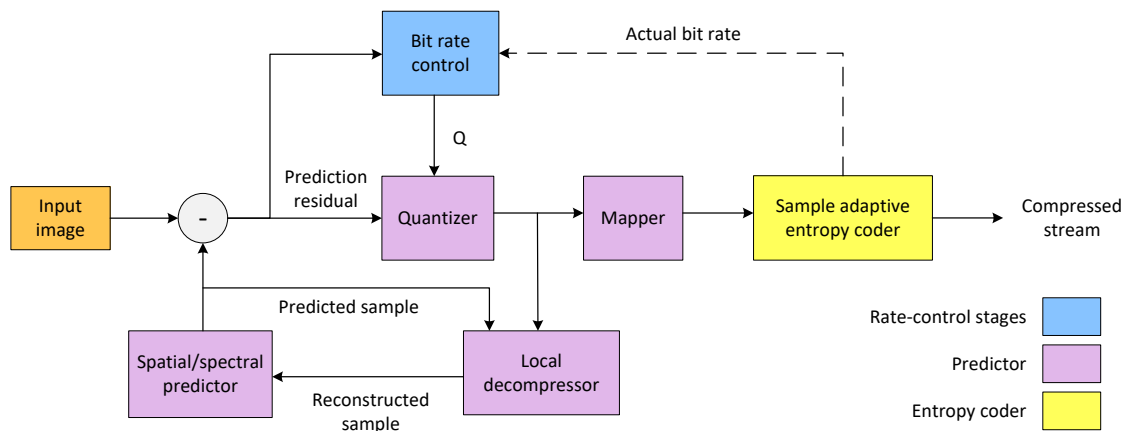 Bit rate
control
Actual bit rate
Q
Prediction
residual
Input
image
-
Quantizer
Mapper
Sample adaptive
entropy coder
Compressed
stream
Predicted sample
Spatial/spectral
predictor
Local
decompressor
Reconstructed
sample
Rate-control stages
Predictor
Entropy coder